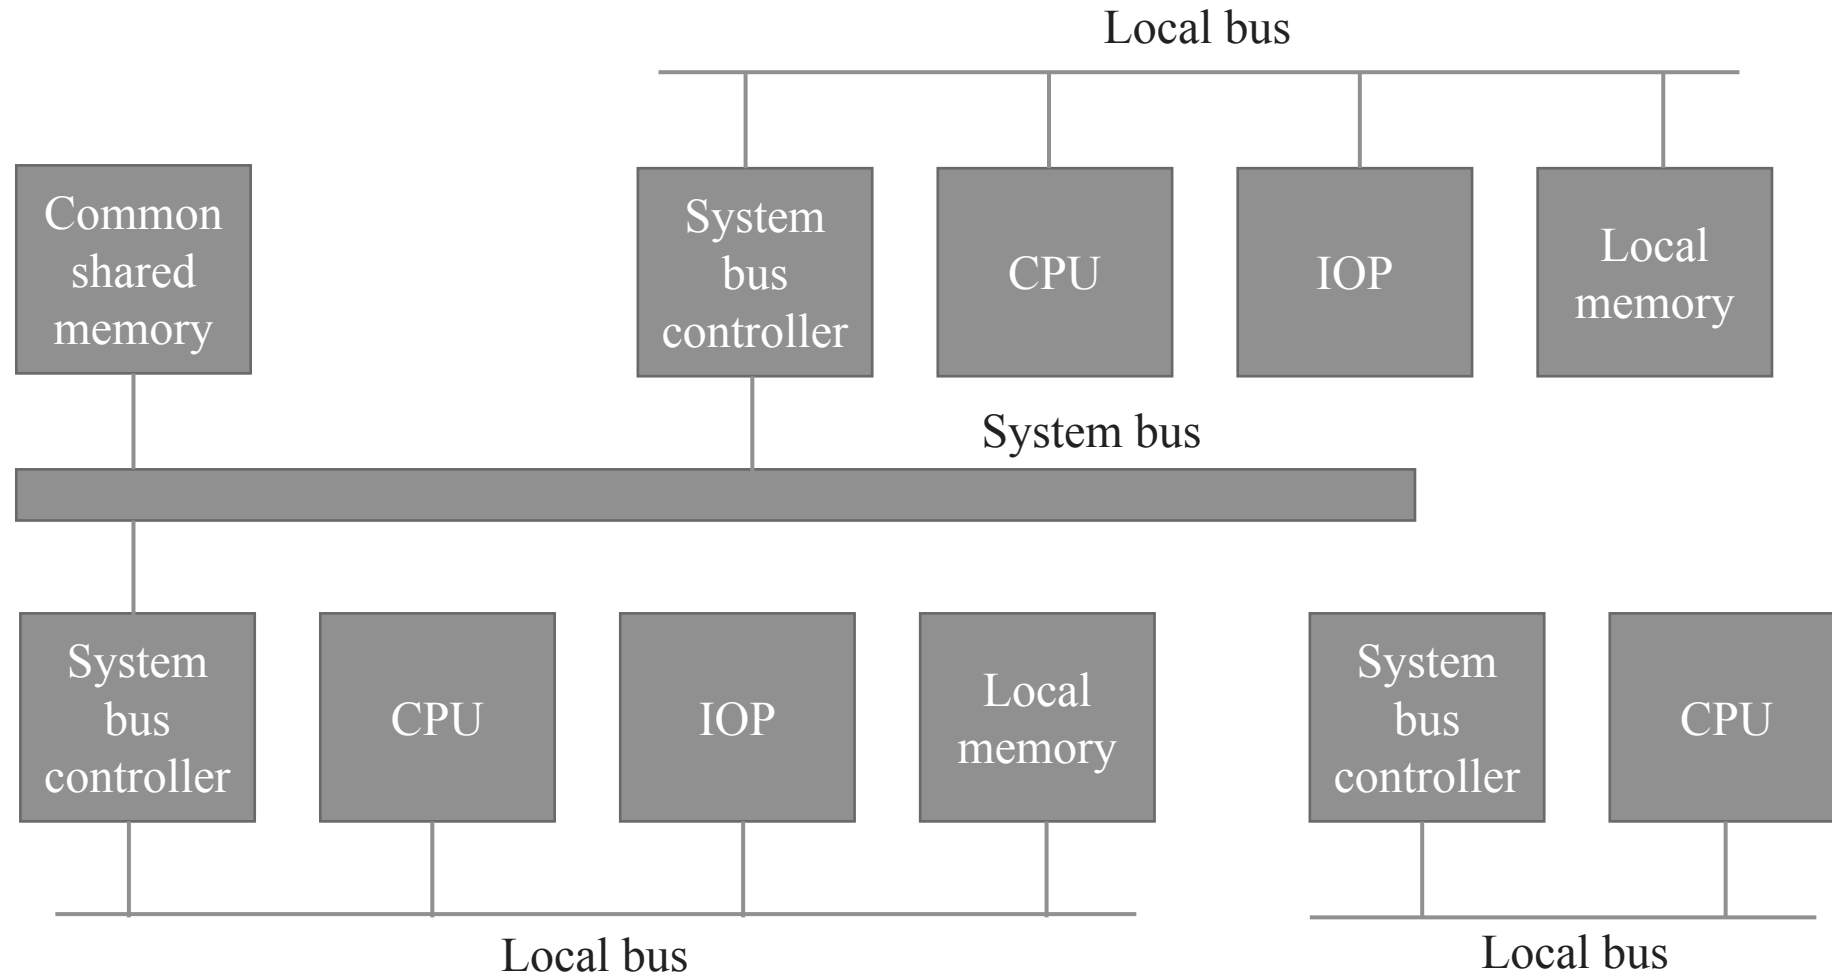 Local bus
Common
shared
memory
System
bus
controller
CPU
IOP
Local
memory
System bus
System
bus
controller
CPU
IOP
Local
memory
System
bus
controller
CPU
Local bus
Local bus